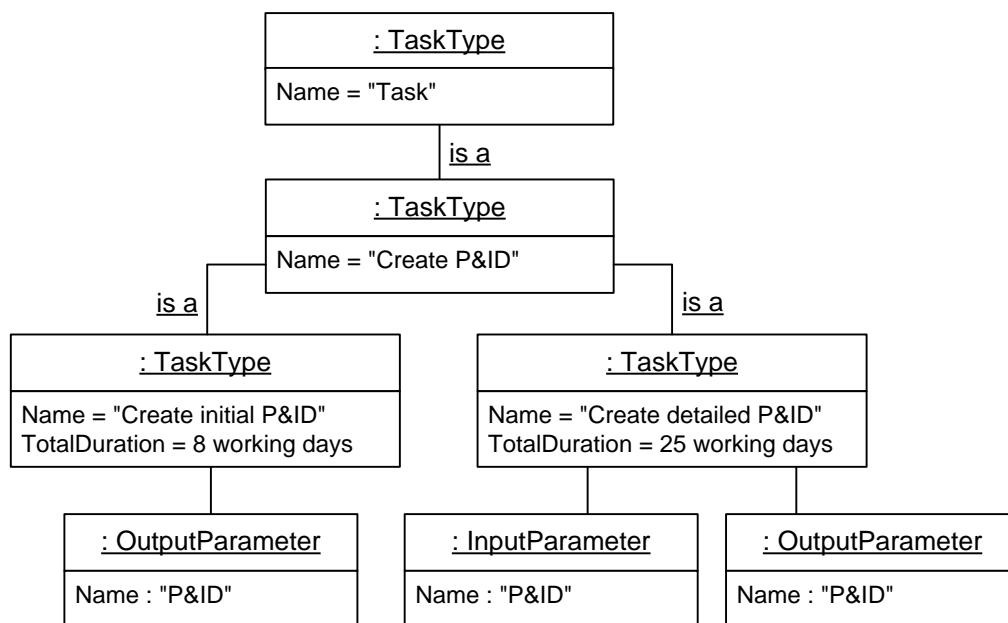 : TaskType
Name = "Task"
is a
: TaskType
Name = "Create P&ID"
is a
is a
: TaskType
Name = "Create initial P&ID"
TotalDuration = 8 working days
: TaskType
Name = "Create detailed P&ID"
TotalDuration = 25 working days
: OutputParameter
Name : "P&ID"
: InputParameter
Name : "P&ID"
: OutputParameter
Name : "P&ID"